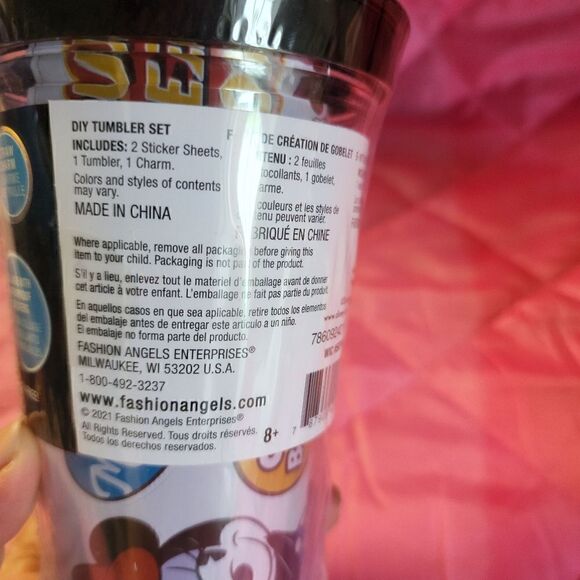 DIY TUMBLER SET
INCLUDES: 2 Sticker Sheets,
1 Tumbler, 1 Charm.
Colors and styles of contents
may vary.
MADE IN CHINA
DE CRÉATION DE GOBELET
: 2 feuilles
1 gobelet,
couleurs et les styles de
peuvent varier.
EN CHINE
Where applicable, remove all before giving this
item to your child. Packaging is not of the product.
S'il y a lieu, enlevez tout le materiel d'emballage avant de donner
cet article à votre enfant. L'emballage ne fait pas partie du produit.
En aquellos casos en que sea aplicable, retire todos los elementos
del embalaje antes de entregar este artículo a un niño.
El embalaje no forma parte del producto.
FASHION ANGELS ENTERPRISES®
MILWAUKEE, WI 53202 U.S.A.
1-800-492-3237
www.fashionangels.com
© 2021 Fashion Angels Enterprises®
All Rights Reserved. Tous droits réservés.
Todos los derechos reservados.
8+